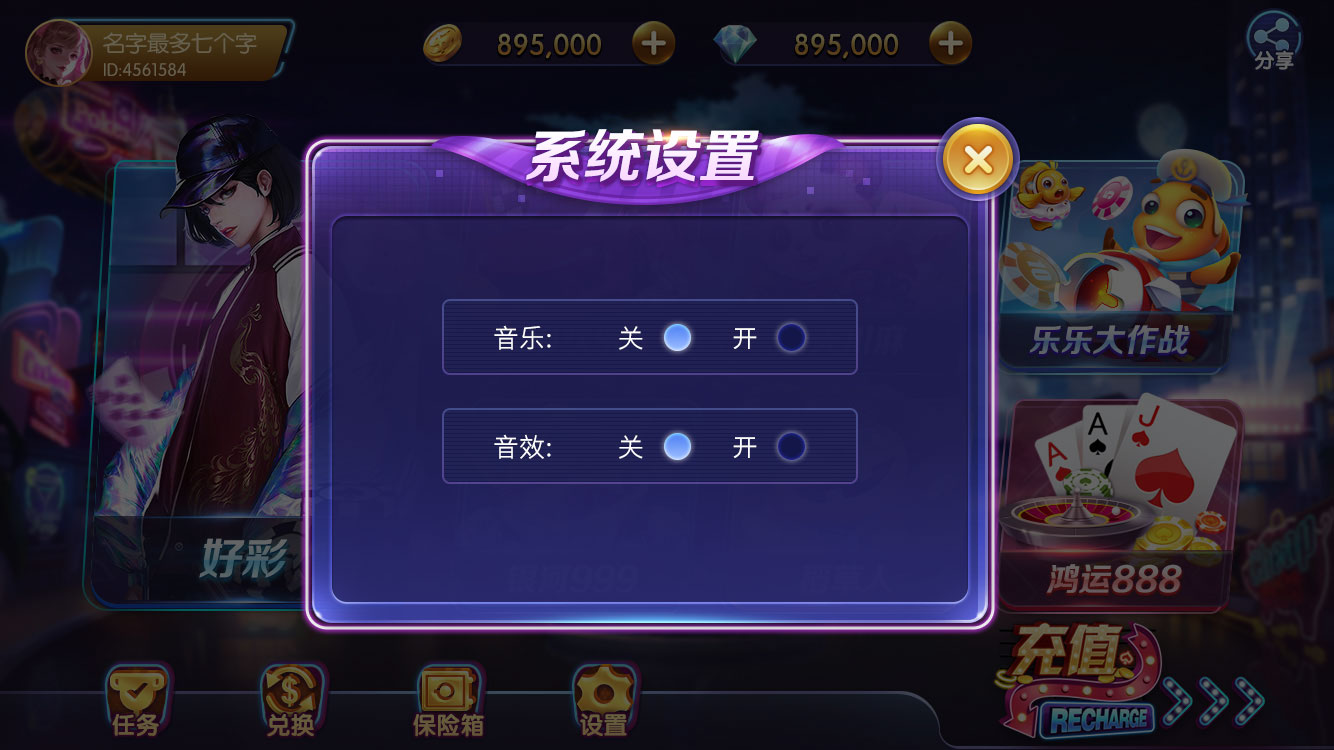 名字最多七个字
ID:4561584
895,000
895,000
分享
系统设置
音乐: 关 开
音效: 关 开
好彩
乐乐大作战
A
A
J
鸿运888
任务
兑换
保险箱
设置
充值
RECHARGE